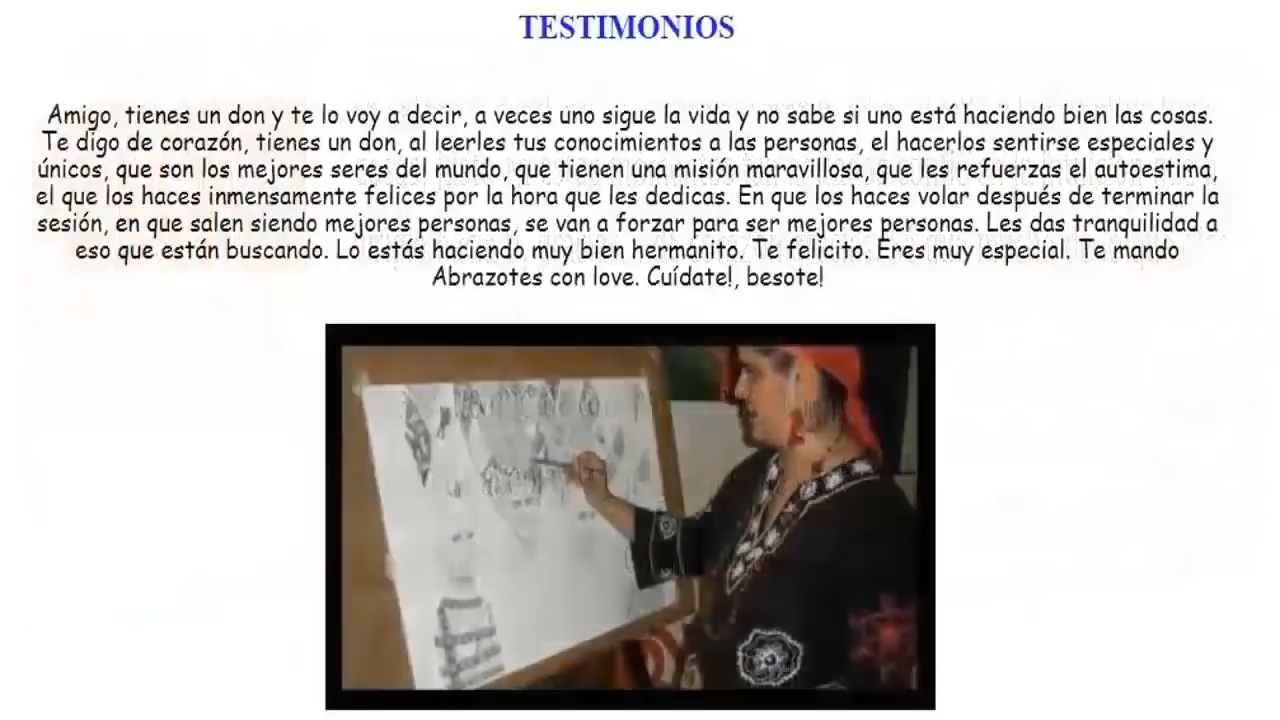 TESTIMONIOS
Amigo, tienes un don y te lo voy a decir, a veces uno sigue la vida y no sabe si uno está haciendo bien las cosas.
Te digo de corazón, tienes un don, al leerles tus conocimientos a las personas, el hacerlos sentirse especiales y
únicos, que son los mejores seres del mundo, que tienen una misión maravillosa, que les refuerzas el autoestima,
el que los haces inmensamente felices por la hora que les dedicas. En que los haces volar después de terminar la
sesión, en que salen siendo mejores personas, se van a forzar para ser mejores personas. Les das tranquilidad a
eso que están buscando. Lo estás haciendo muy bien hermanito. Te felicito. Eres muy especial. Te mando
Abrazotes con love. Cuídate!, besote!